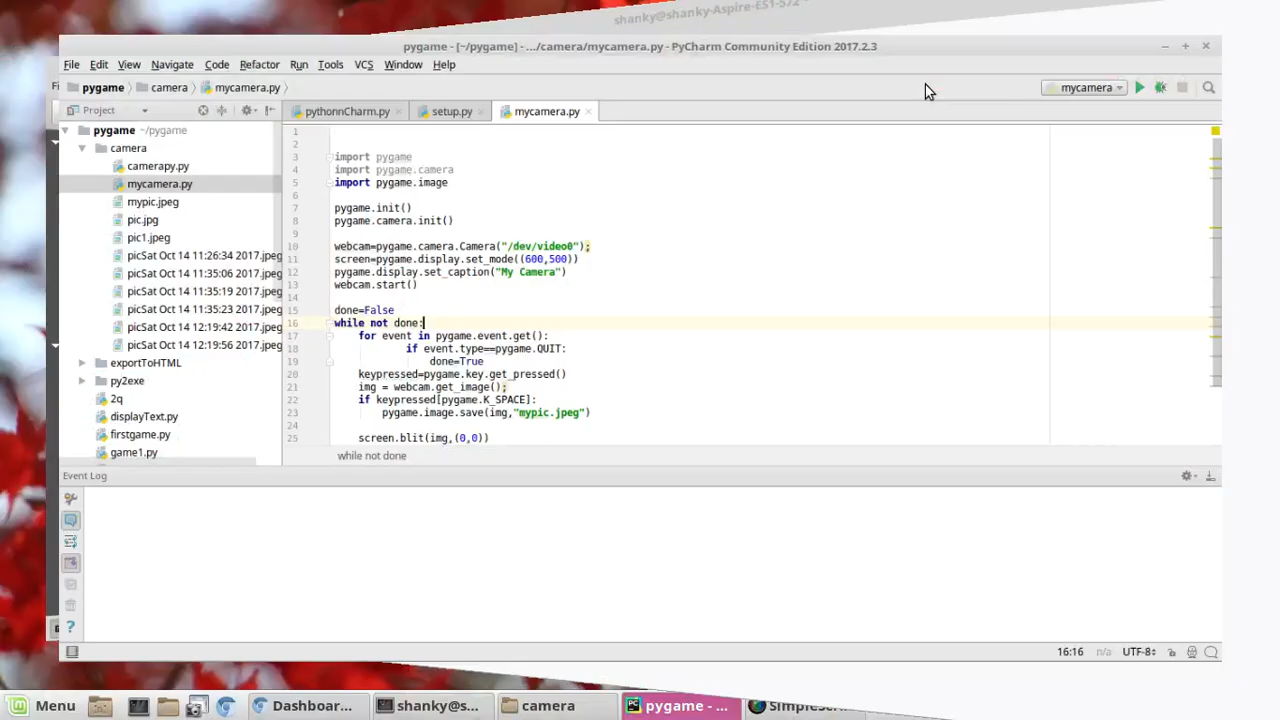 shanky@shanky-Aspire-ES1-572
pygame - [~/pygame] - .../camera/mycamera.py - PyCharm Community Edition 2017.2.3
File Edit View Navigate Code Refactor Run Tools VCS Window Help
pygame camera mycamera.py mycamera
Project pythonnCharm.py setup.py mycamera.py
pygame ~/pygame
camera
camerapy.py
mycamera.py
mypic.jpeg
pic.jpg
pic1.jpeg
picSat Oct 14 11:26:34 2017.jpeg
picSat Oct 14 11:35:06 2017.jpeg
picSat Oct 14 11:35:19 2017.jpeg
picSat Oct 14 11:35:23 2017.jpeg
picSat Oct 14 12:19:42 2017.jpeg
picSat Oct 14 12:19:56 2017.jpeg
exportToHTML
py2exe
2q
displayText.py
firstgame.py
game1.py
1
2
3 import pygame
4 import pygame.camera
5 import pygame.image
6
7 pygame.init()
8 pygame.camera.init()
9
10 webcam=pygame.camera.Camera("/dev/video0");
11 screen=pygame.display.set_mode((600,500))
12 pygame.display.set_caption("My Camera")
13 webcam.start()
14
15 done=False
16 while not done:
17 for event in pygame.event.get():
18 if event.type==pygame.QUIT:
19 done=True
20 keypressed=pygame.key.get_pressed()
21 img = webcam.get_image();
22 if keypressed[pygame.K_SPACE]:
23 pygame.image.save(img,"mypic.jpeg")
24
25 screen.blit(img,(0,0))
while not done
Event Log
16:16 n/a UTF-8
Menu Dashboar... shanky@s... camera pygame - ...